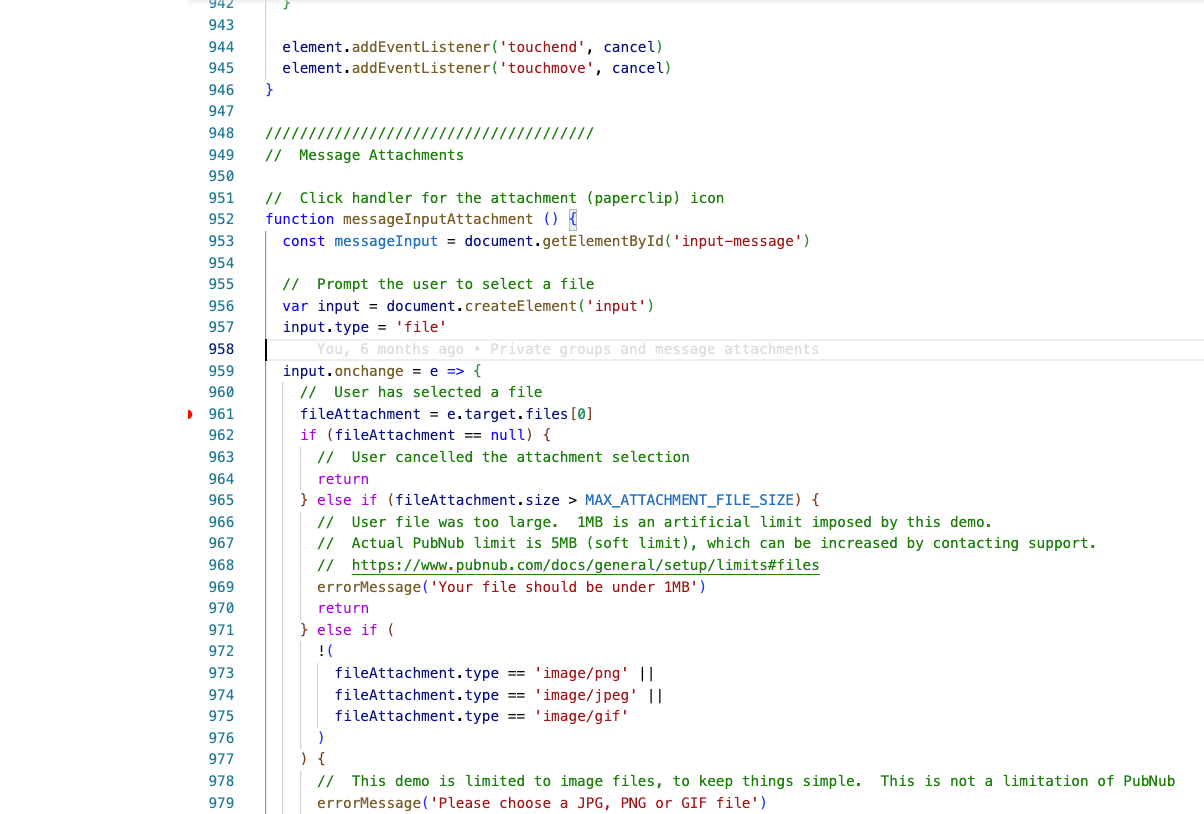 942 }
943
944 element.addEventListener('touchend', cancel)
945 element.addEventListener('touchmove', cancel)
946 }
947
948 //////////////////////////////////////
949 //  Message Attachments
950
951 //  Click handler for the attachment (paperclip) icon
952 function messageInputAttachment () {
953 const messageInput = document.getElementById('input-message')
954
955 //  Prompt the user to select a file
956 var input = document.createElement('input')
957 input.type = 'file'
958 You, 6 months ago • Private groups and message attachments
959 input.onchange = e => {
960 //  User has selected a file
961 fileAttachment = e.target.files[0]
962 if (fileAttachment == null) {
963 //  User cancelled the attachment selection
964 return
965 } else if (fileAttachment.size > MAX_ATTACHMENT_FILE_SIZE) {
966 //  User file was too large.  1MB is an artificial limit imposed by this demo.
967 //  Actual PubNub limit is 5MB (soft limit), which can be increased by contacting support.
968 //  https://www.pubnub.com/docs/general/setup/limits#files
969 errorMessage('Your file should be under 1MB')
970 return
971 } else if (
972 !(
973 fileAttachment.type == 'image/png' ||
974 fileAttachment.type == 'image/jpeg' ||
975 fileAttachment.type == 'image/gif'
976 )
977 ) {
978 //  This demo is limited to image files, to keep things simple.  This is not a limitation of PubNub
979 errorMessage('Please choose a JPG, PNG or GIF file')